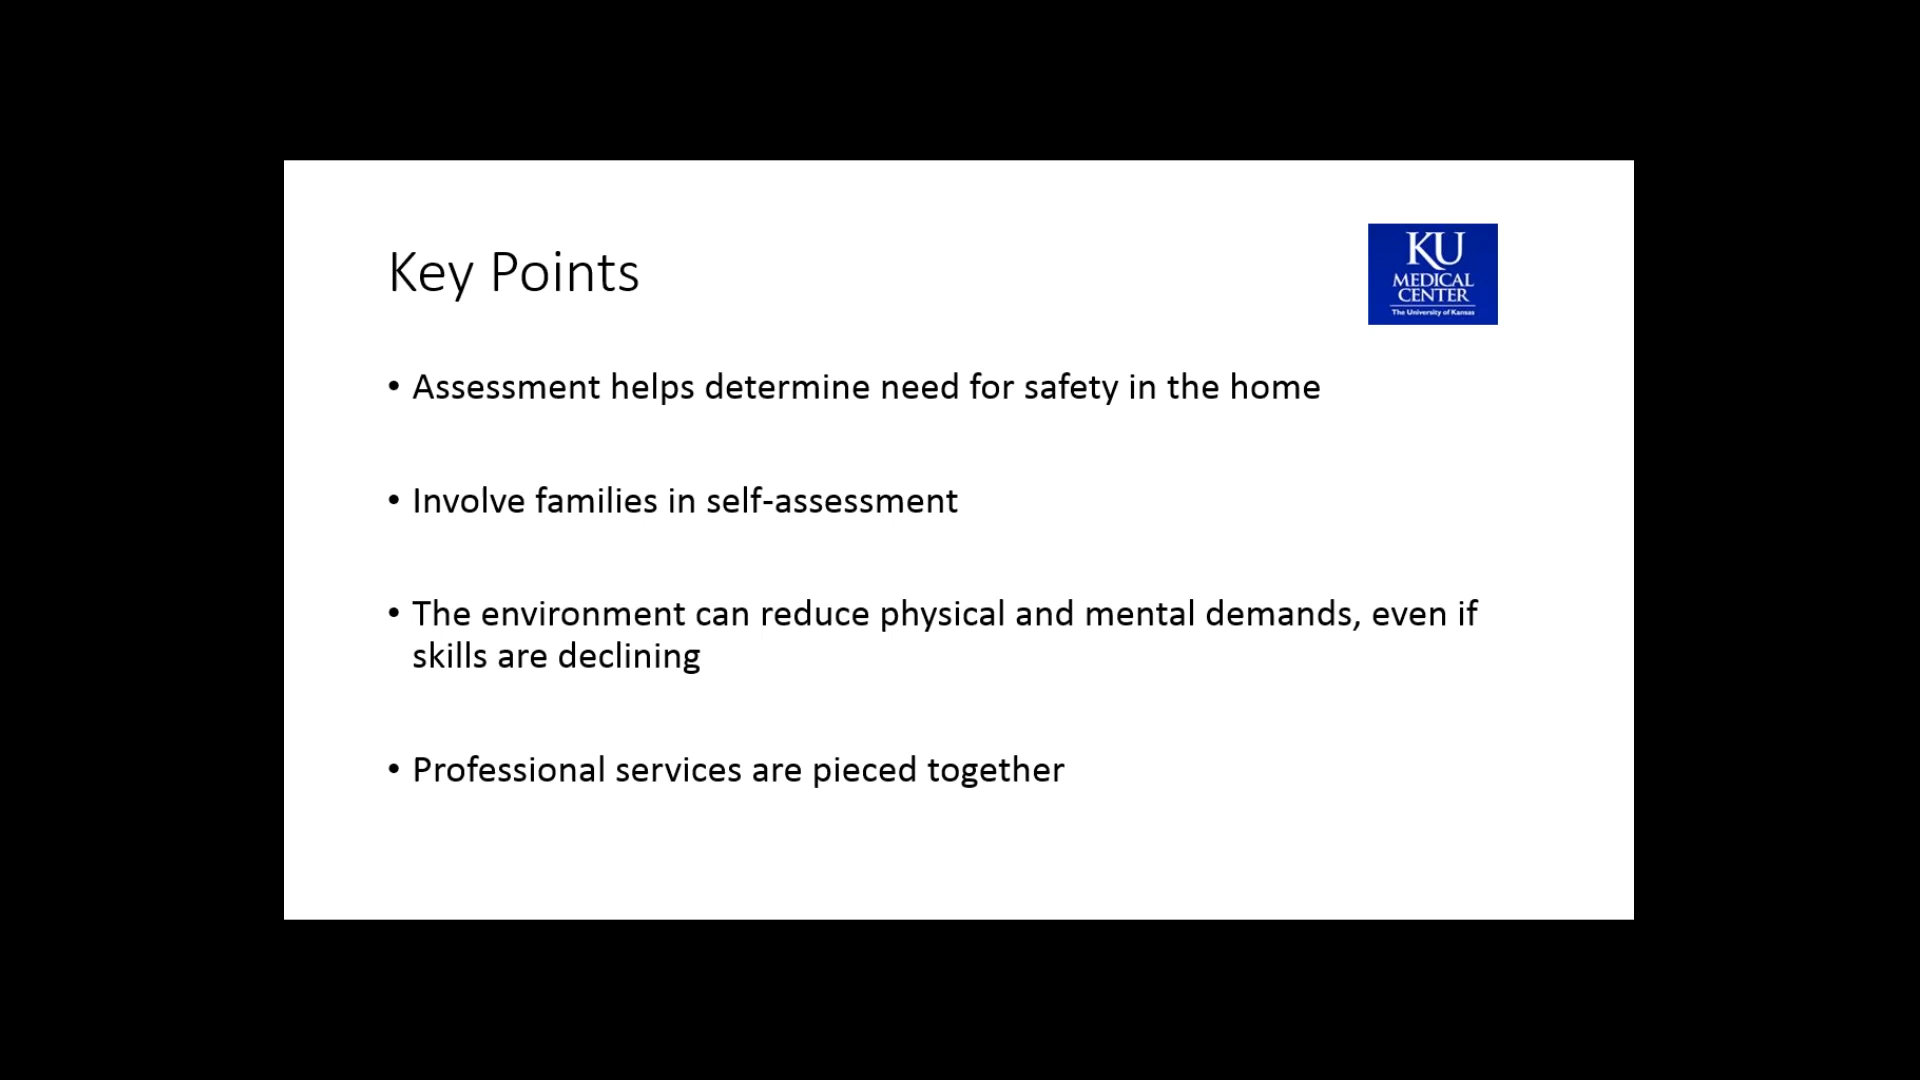 Key Points
KU
MEDICAL
CENTER
The University of Kansas
• Assessment helps determine need for safety in the home
• Involve families in self-assessment
• The environment can reduce physical and mental demands, even if
skills are declining
• Professional services are pieced together